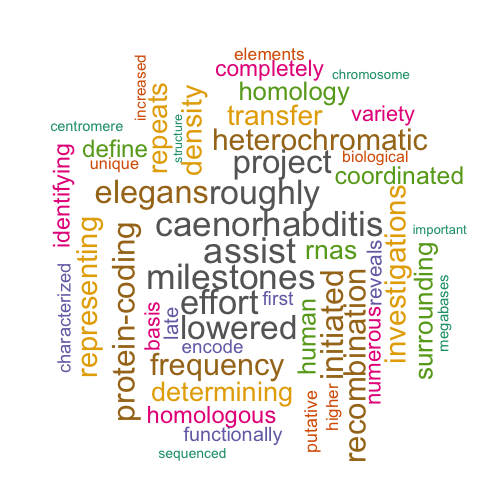 elements
completely
chromosome
increased
repeats
homology
density
structure
transfer
variety
centromere
define
unique
heterochromatic
project
biological
coordinated
identifying
elegans
roughly
representing
protein-coding
caenorhabditis
investigations
important
assist
rnas
reveals
surrounding
megabases
characterized
milestones
initiated
recombination
numerous
basis
late
effort
first
human
lowered
encode
frequency
determining
putative
higher
homologous
functionally
sequenced